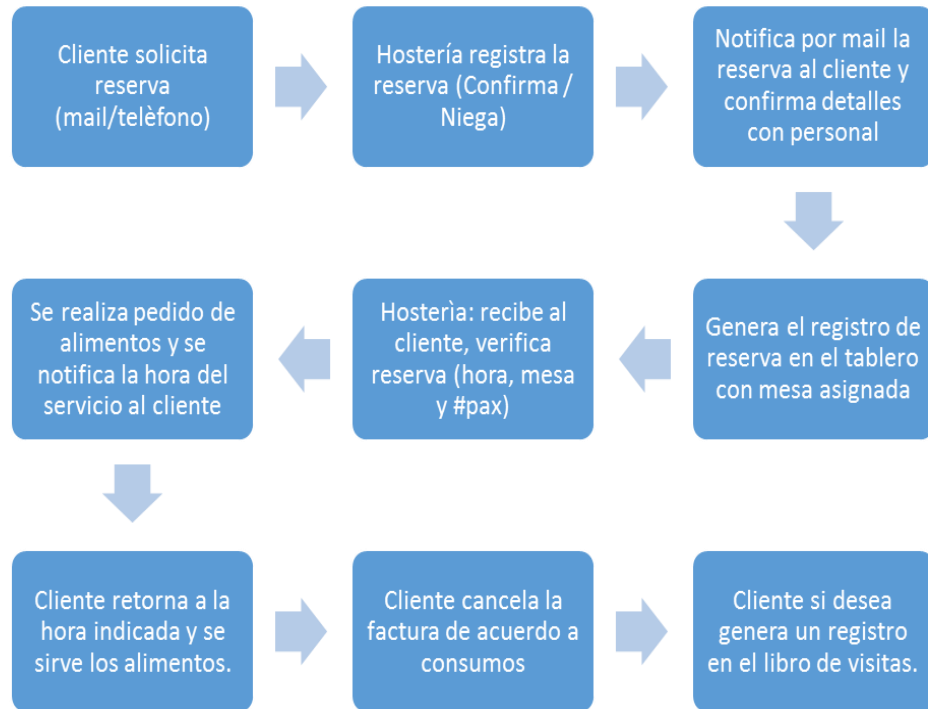 Cliente solicita
reserva
(mail/telèfono)
Hostería registra la
reserva (Confirma /
Niega)
Notifica por mail la
reserva al cliente y
confirma detalles
con personal
Genera el registro de
reserva en el tablero
con mesa asignada
Hosterìa: recibe al
cliente, verifica
reserva (hora, mesa
y #pax)
Se realiza pedido de
alimentos y se
notifica la hora del
servicio al cliente
Cliente retorna a la
hora indicada y se
sirve los alimentos.
Cliente cancela la
factura de acuerdo a
consumos
Cliente si desea
genera un registro
en el libro de visitas.